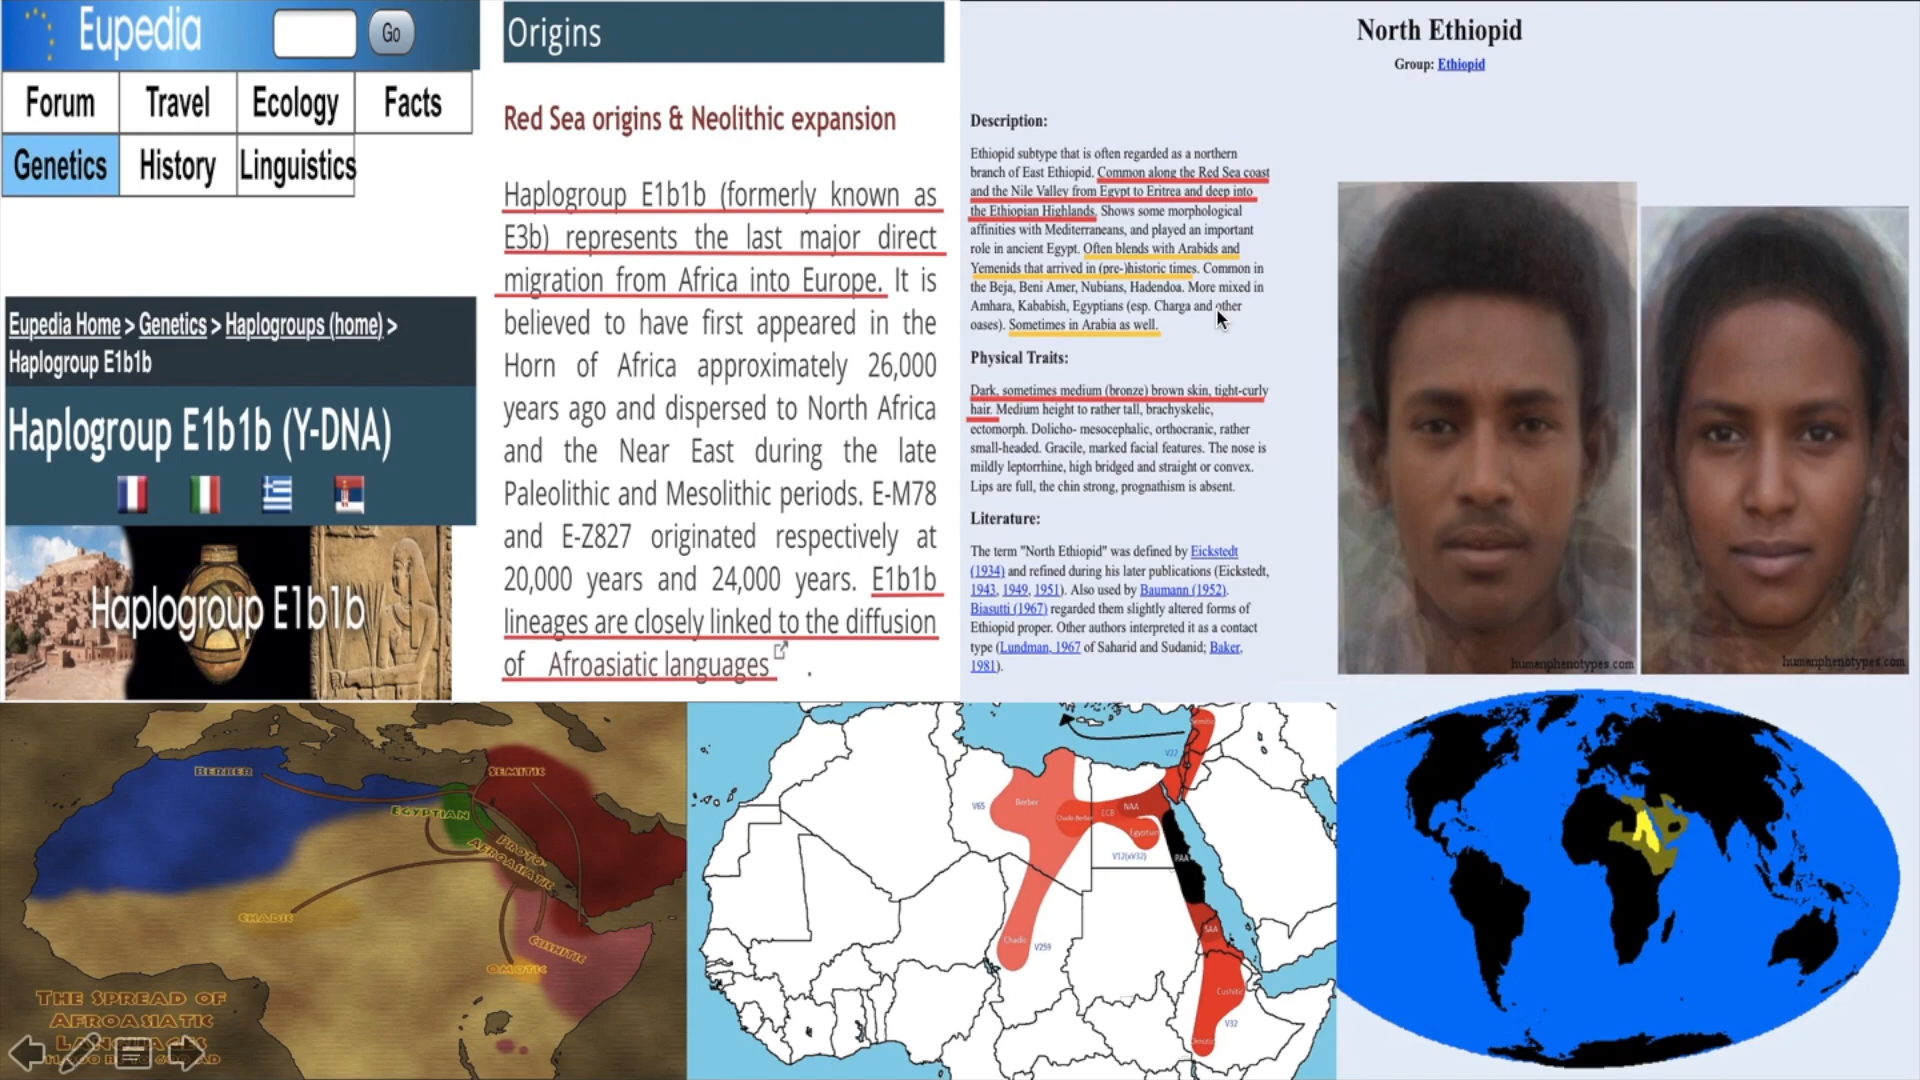 Eupedia
Go
Forum
Travel
Ecology
Facts
Genetics
History
Linguistics
Eupedia Home > Genetics > Haplogroups (home) >
Haplogroup E1b1b
Haplogroup E1b1b (Y-DNA)
Haplogroup E1b1b
Origins
Red Sea origins & Neolithic expansion
Haplogroup E1b1b (formerly known as
E3b) represents the last major direct
migration from Africa into Europe. It is
believed to have first appeared in the
Horn of Africa approximately 26,000
years ago and dispersed to North Africa
and the Near East during the late
Paleolithic and Mesolithic periods. E-M78
and E-Z827 originated respectively at
20,000 years and 24,000 years. E1b1b
lineages are closely linked to the diffusion
of Afroasiatic languages .
North Ethiopid
Group: Ethiopid
Description:
Ethiopid subtype that is often regarded as a northern
branch of East Ethiopid. Common along the Red Sea coast
and the Nile Valley from Egypt to Eritrea and deep into
the Ethiopian Highlands. Shows some morphological
affinities with Mediterraneans, and played an important
role in ancient Egypt. Often blends with Arabids and
Yemenids that arrived in (pre-)historic times. Common in
the Beja, Beni Amer, Nubians, Hadendoa. More mixed in
Amhara, Kababish, Egyptians (esp. Charga and other
oases). Sometimes in Arabia as well.
Physical Traits:
Dark, sometimes medium (bronze) brown skin, tight-curly
hair. Medium height to rather tall, brachyskelic,
ectomorph. Dolicho- mesocephalic, orthocranic, rather
small-headed. Gracile, marked facial features. The nose is
mildly leptorrhine, high bridged and straight or convex.
Lips are full, the chin strong, prognathism is absent.
Literature:
The term "North Ethiopid" was defined by Eickstedt
(1934) and refined during his later publications (Eickstedt,
1943, 1949, 1951). Also used by Baumann (1952).
Biasutti (1967) regarded them slightly altered forms of
Ethiopid proper. Other authors interpreted it as a contact
type (Lundman, 1967 of Saharid and Sudanid; Baker,
1981).
humanphenotypes.com
humanphenotypes.com
BERBER
SEMITIC
EGYPTIAN
PROTO-
AFROASIATIC
CHADIC
CUSHITIC
OMOTIC
THE SPREAD OF
AFROASIATIC
LANGUAGES
Semitic
V22
V65
Berber
Chado-Berber
LCB
NAA
Egyptian
V12(xV32)
PAA
Chadic
V259
SAA
Cushitic
V32
Omotic